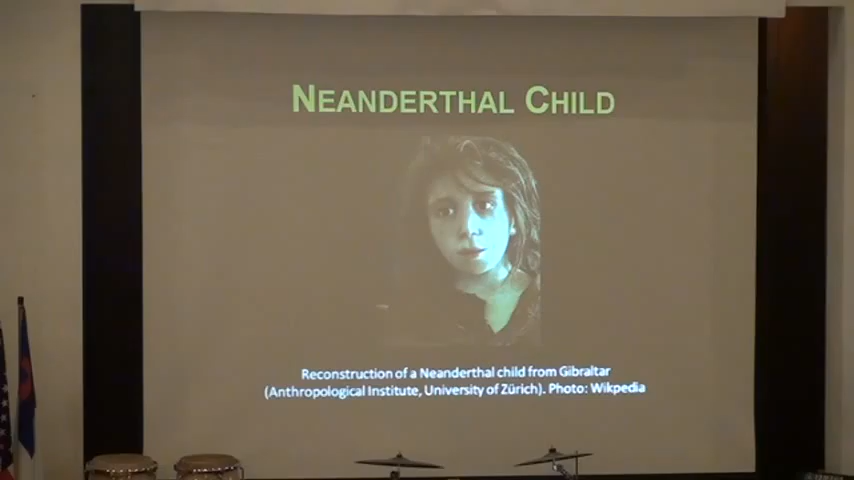 NEANDERTHAL CHILD
Reconstruction of a Neanderthal child from Gibraltar
(Anthropological Institute, University of Zürich). Photo: Wikpedia